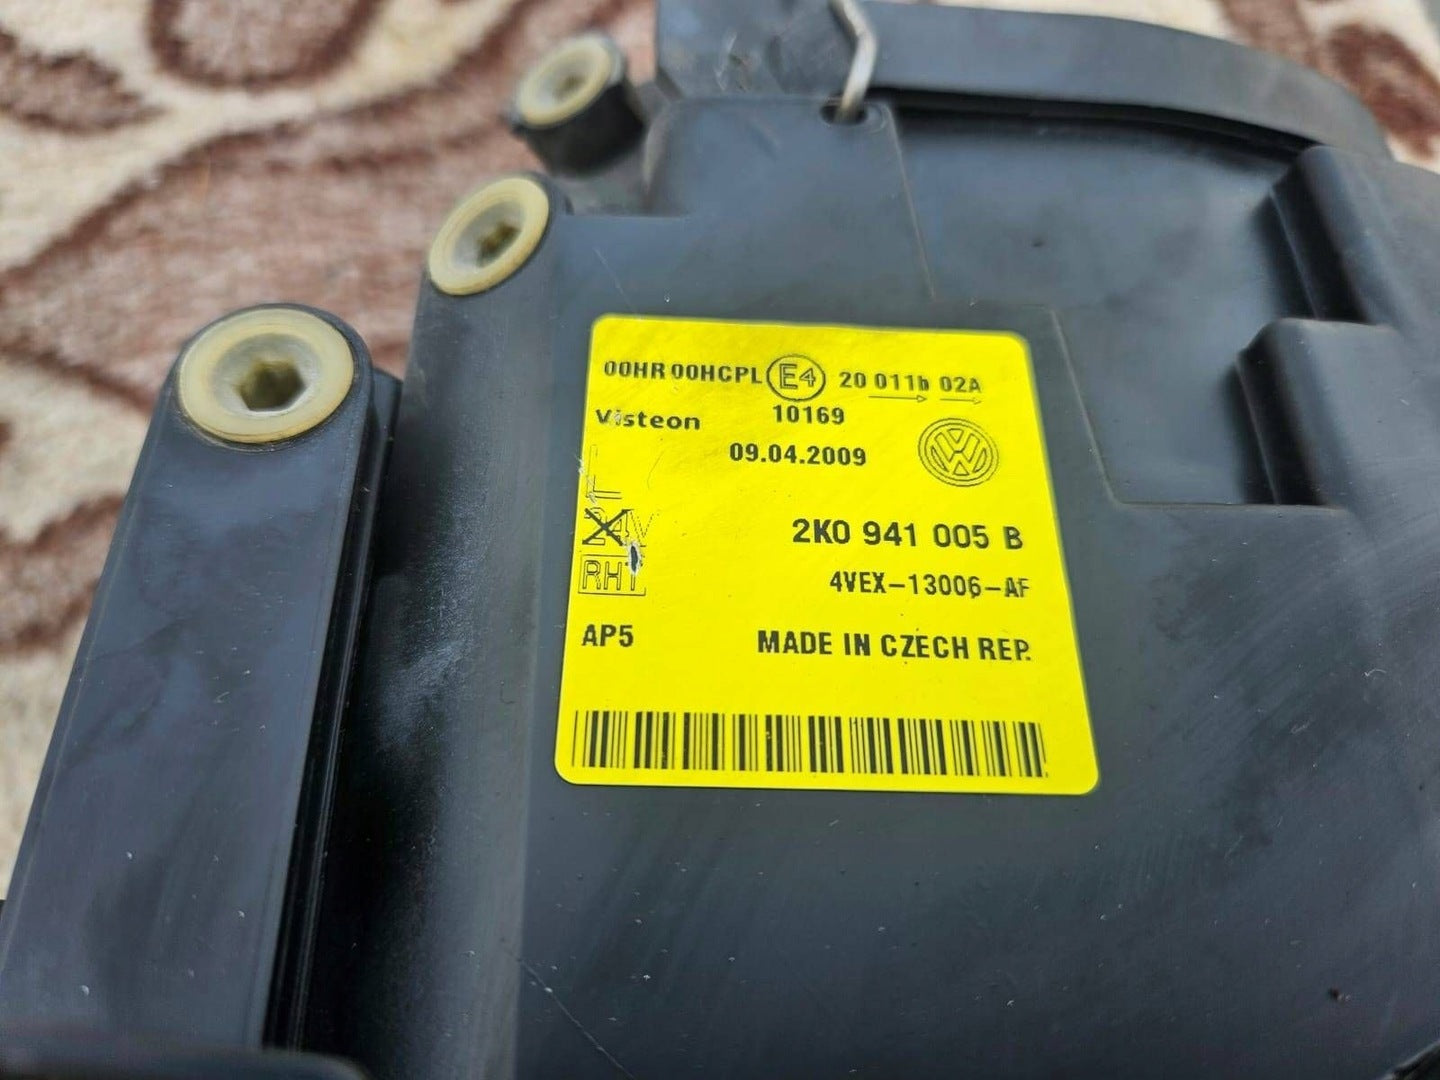 00HR 00HCPL E4 20 011b 02A
Visteon 10169
09.04.2009
VW
24V
2K0 941 005 B
RHT
4VEX-13006-AF
AP5 MADE IN CZECH REP.